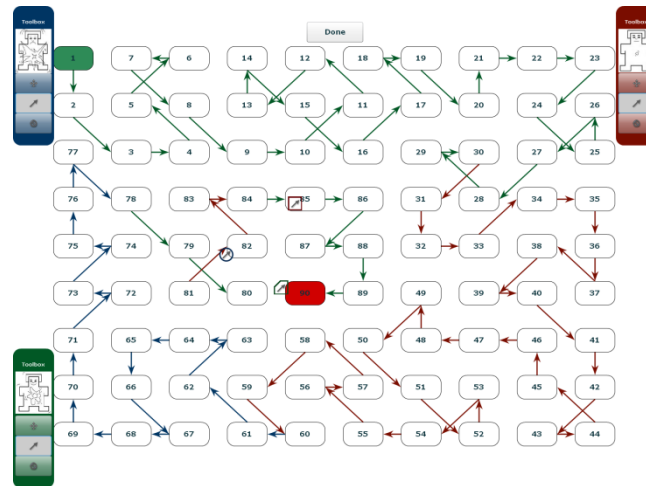 Toolbox
Done
Toolbox
1 7 6 14 12 18 19 21 22 23
2 5 8 13 15 11 17 20 24 26
77 3 4 9 10 16 29 30 27 25
76 78 83 84 85 86 31 28 34 35
75 74 79 82 87 88 32 33 38 36
73 72 81 80 90 89 49 39 40 37
Toolbox
71 65 64 63 58 50 48 47 46 41
70 66 62 59 56 57 51 53 45 42
69 68 67 61 60 55 54 52 43 44